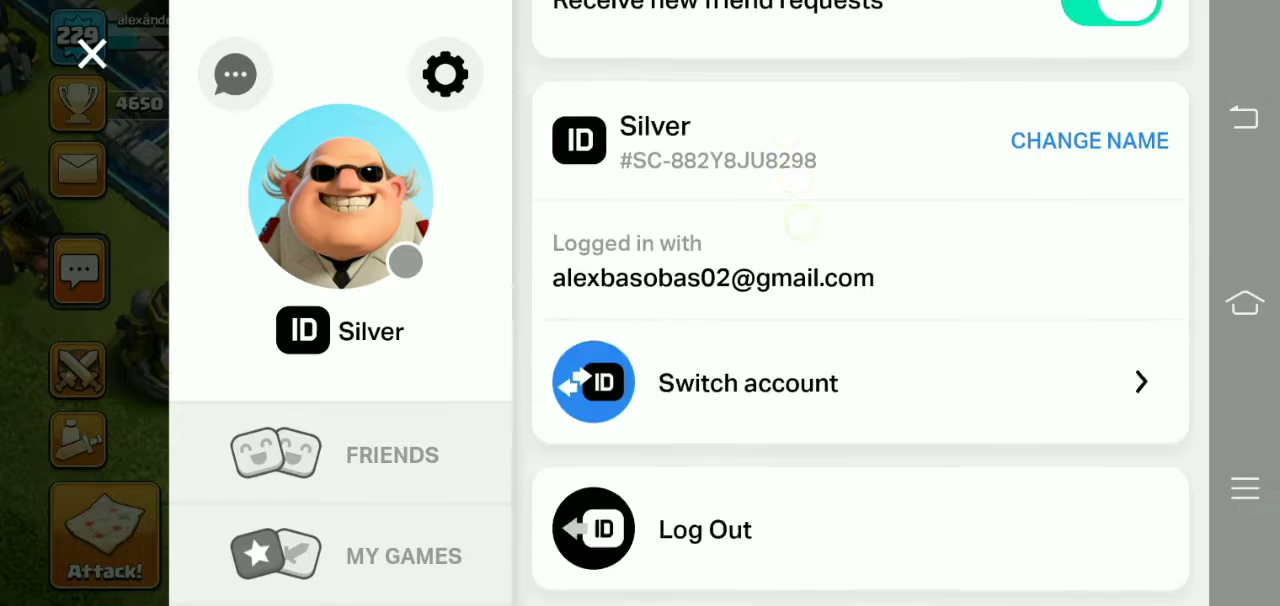 alexande
229
4650
Attack!
ID Silver
FRIENDS
MY GAMES
Receive new friend requests
ID Silver
#SC-882Y8JU8298
CHANGE NAME
Logged in with
alexbasobas02@gmail.com
ID Switch account
ID Log Out